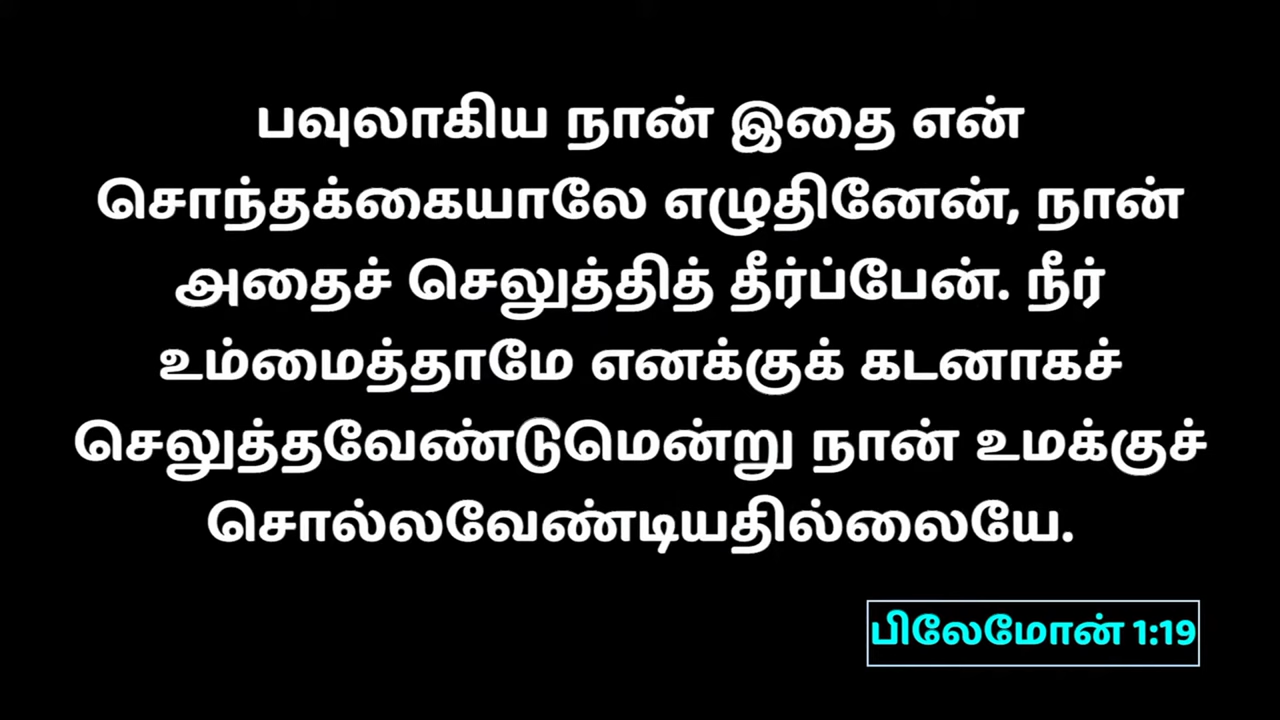 பவுலாகிய நான் இதை என்
சொந்தக்கையாலே எழுதினேன், நான்
அதைச் செலுத்தித் தீர்ப்பேன். நீர்
உம்மைத்தாமே எனக்குக் கடனாகச்
செலுத்தவேண்டுமென்று நான் உமக்குச்
சொல்லவேண்டியதில்லையே.
பிலேமோன் 1:19